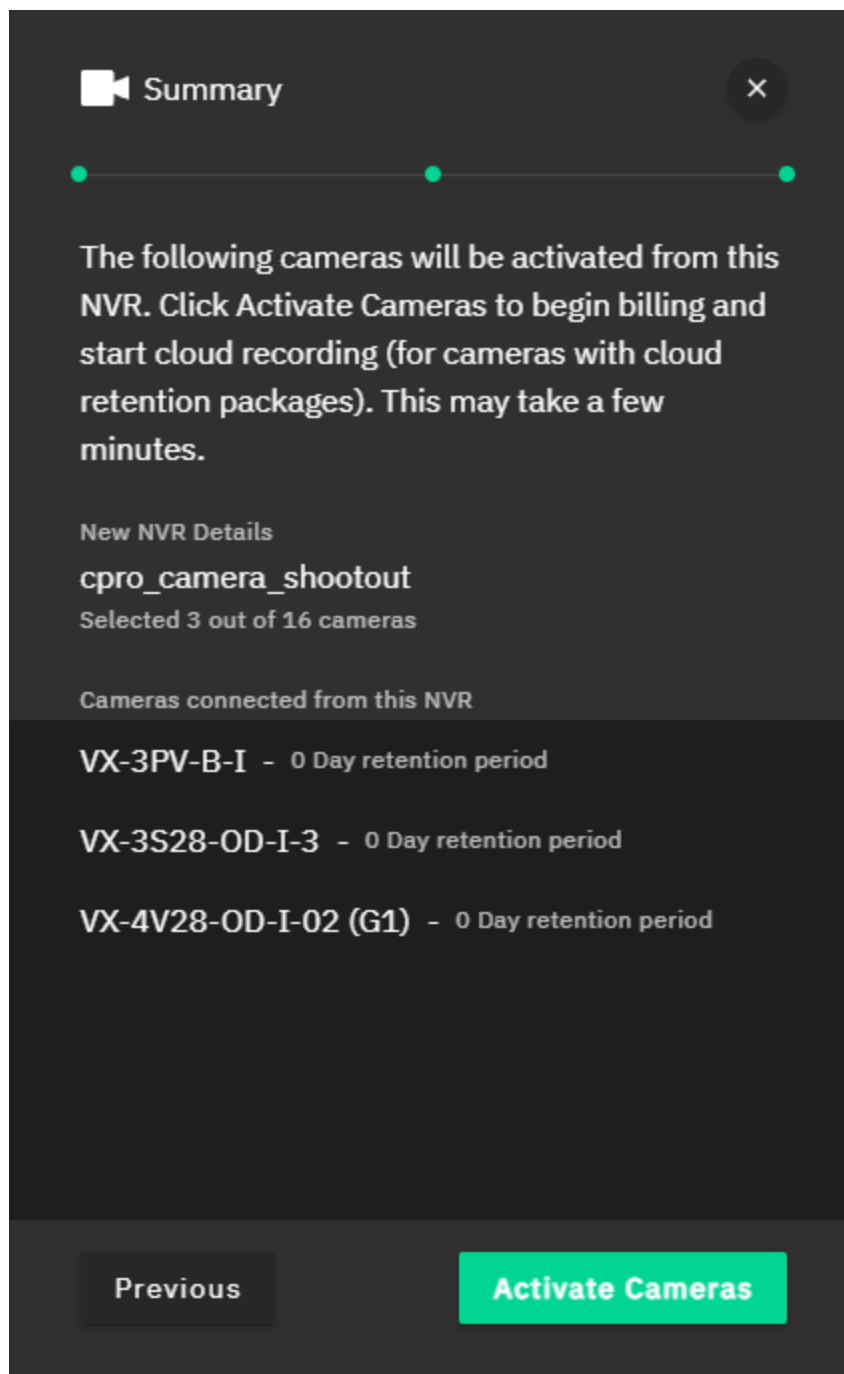 Summary
The following cameras will be activated from this
NVR. Click Activate Cameras to begin billing and
start cloud recording (for cameras with cloud
retention packages). This may take a few
minutes.
New NVR Details
cpro_camera_shootout
Selected 3 out of 16 cameras
Cameras connected from this NVR
VX-3PV-B-I - 0 Day retention period
VX-3S28-OD-I-3 - 0 Day retention period
VX-4V28-OD-I-02 (G1) - 0 Day retention period
Previous Activate Cameras